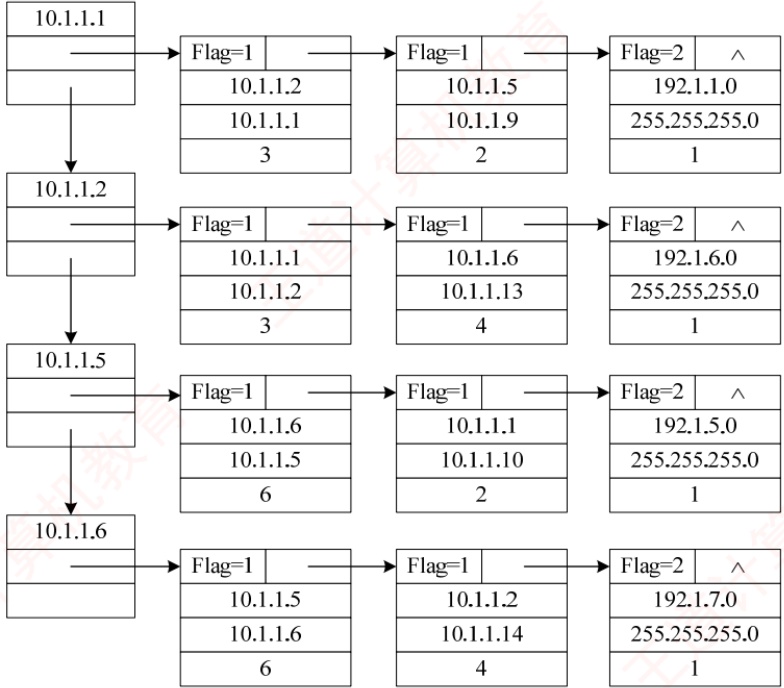 10.1.1.1
Flag=1 Flag=1 Flag=2 ∧
10.1.1.2 10.1.1.5 192.1.1.0
10.1.1.1 10.1.1.9 255.255.255.0
3 2 1
10.1.1.2
Flag=1 Flag=1 Flag=2 ∧
10.1.1.1 10.1.1.6 192.1.6.0
10.1.1.2 10.1.1.13 255.255.255.0
3 4 1
10.1.1.5
Flag=1 Flag=1 Flag=2 ∧
10.1.1.6 10.1.1.1 192.1.5.0
10.1.1.5 10.1.1.10 255.255.255.0
6 2 1
10.1.1.6
Flag=1 Flag=1 Flag=2 ∧
10.1.1.5 10.1.1.2 192.1.7.0
10.1.1.6 10.1.1.14 255.255.255.0
6 4 1
王道计算机教育